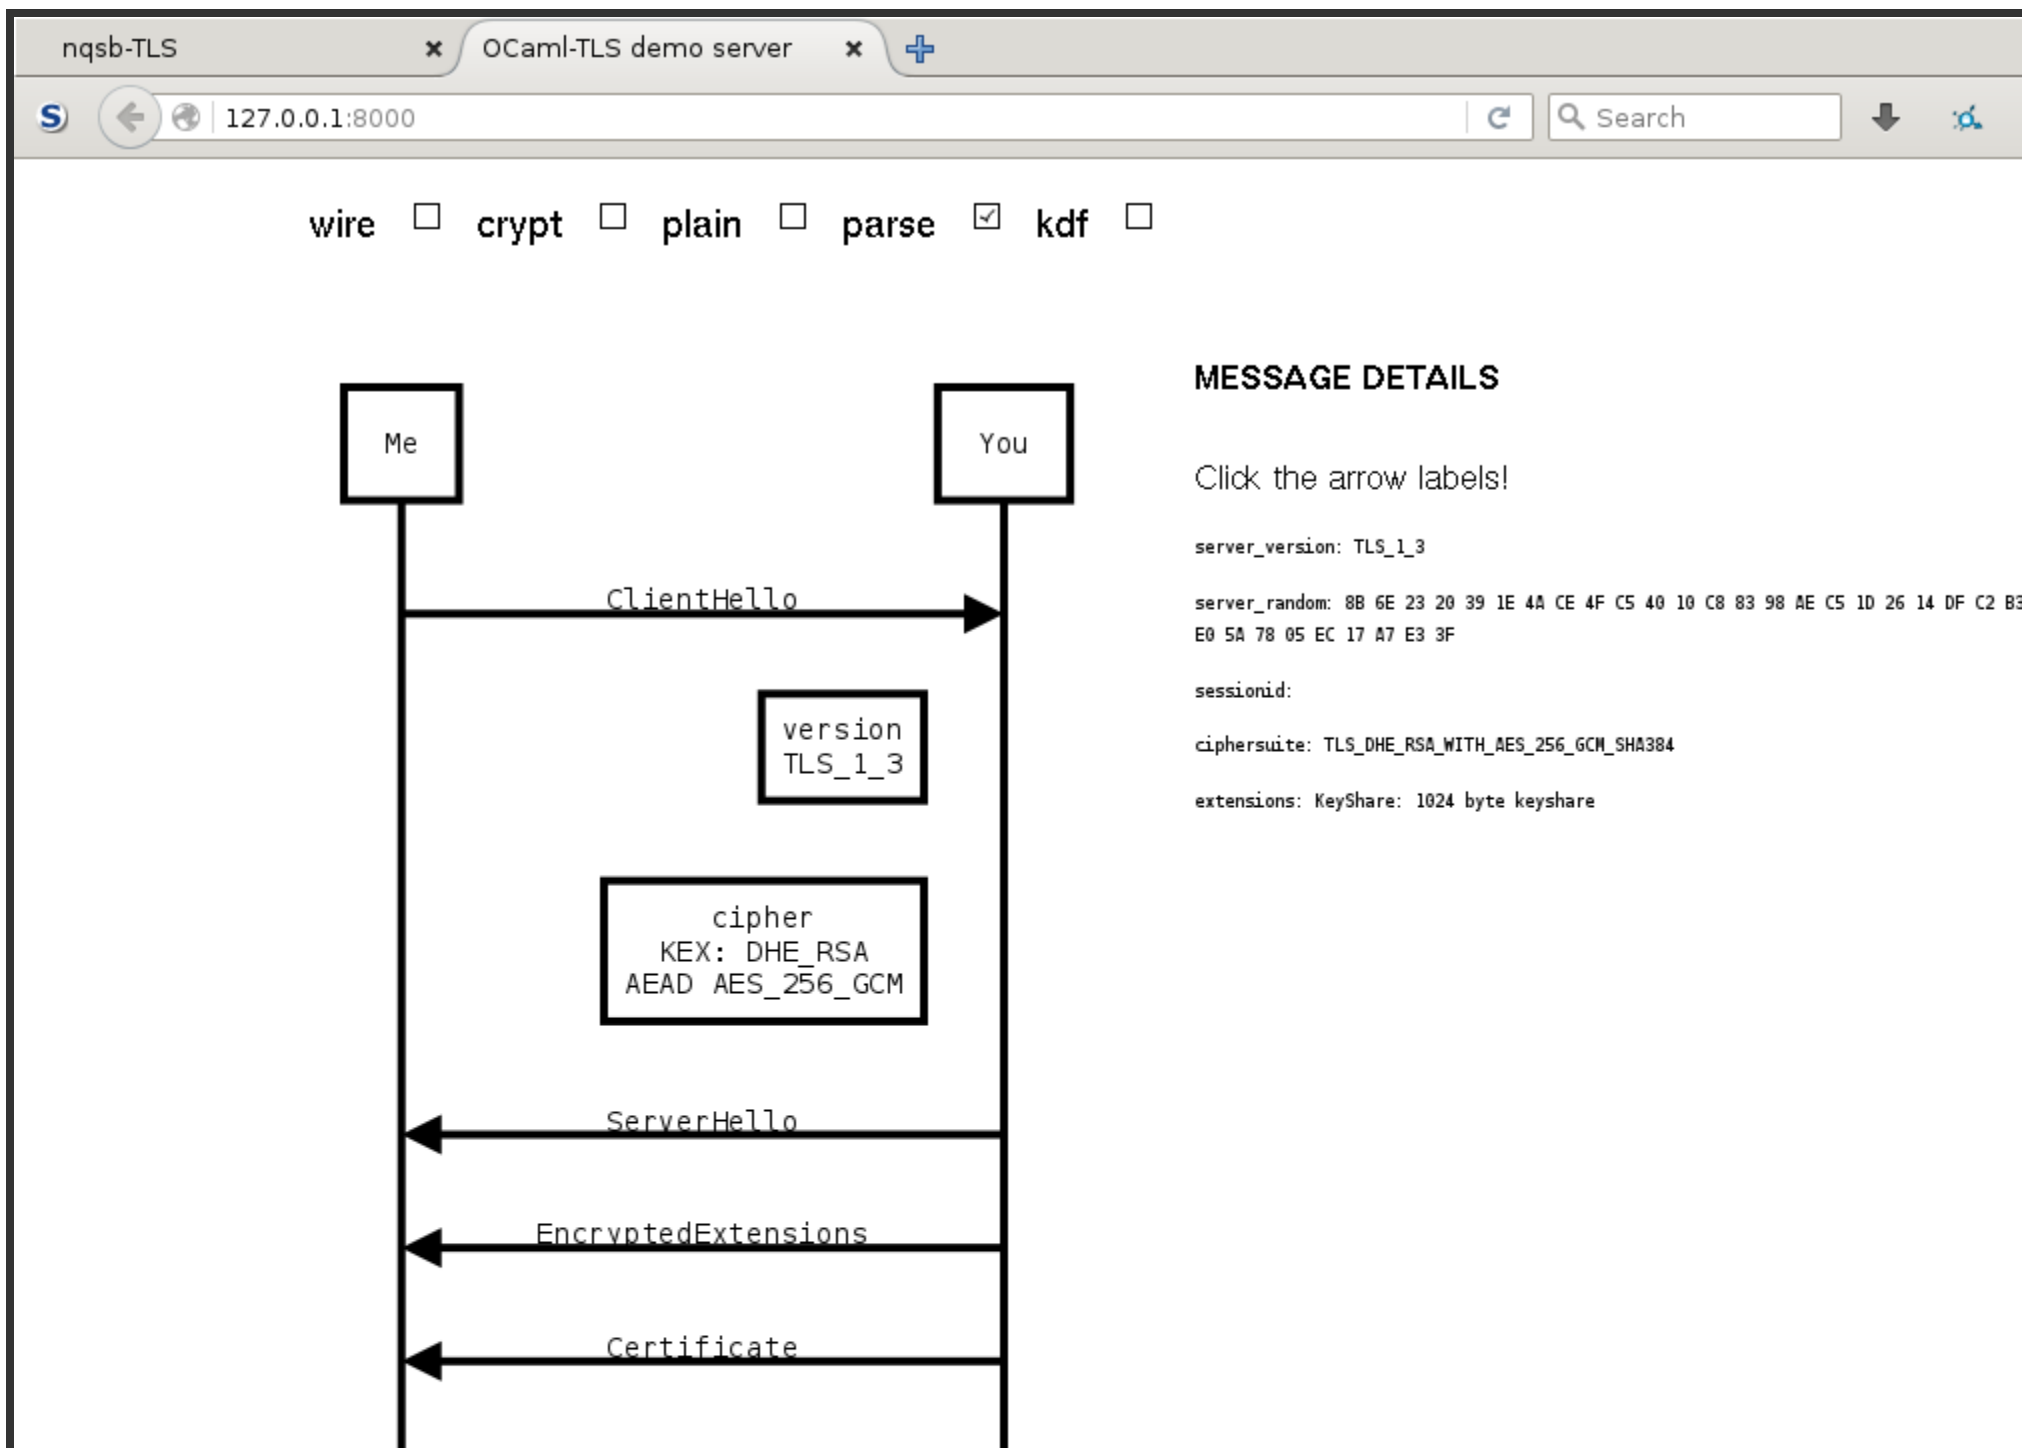 nqsb-TLS
OCaml-TLS demo server
127.0.0.1:8000
Search
wire crypt plain parse kdf
MESSAGE DETAILS
Me
You
Click the arrow labels!
server_version: TLS_1_3
ClientHello
server_random: 8B 6E 23 20 39 1E 4A CE 4F C5 40 10 C8 83 98 AE C5 1D 26 14 DF C2 B3
E0 5A 78 05 EC 17 A7 E3 3F
sessionid:
version
TLS_1_3
ciphersuite: TLS_DHE_RSA_WITH_AES_256_GCM_SHA384
extensions: KeyShare: 1024 byte keyshare
cipher
KEX: DHE_RSA
AEAD AES_256_GCM
ServerHello
EncryptedExtensions
Certificate